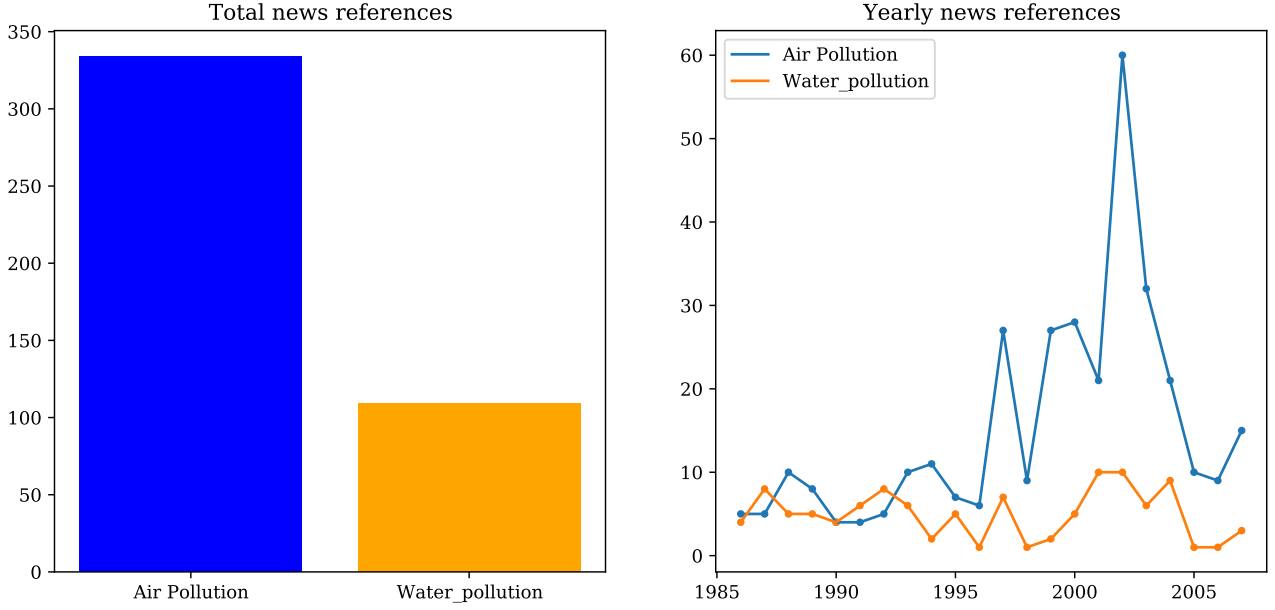 Total news references
350
300
250
200
150
100
50
0
Air Pollution Water_pollution
Yearly news references
Air Pollution
Water_pollution
60
50
40
30
20
10
0
1985 1990 1995 2000 2005